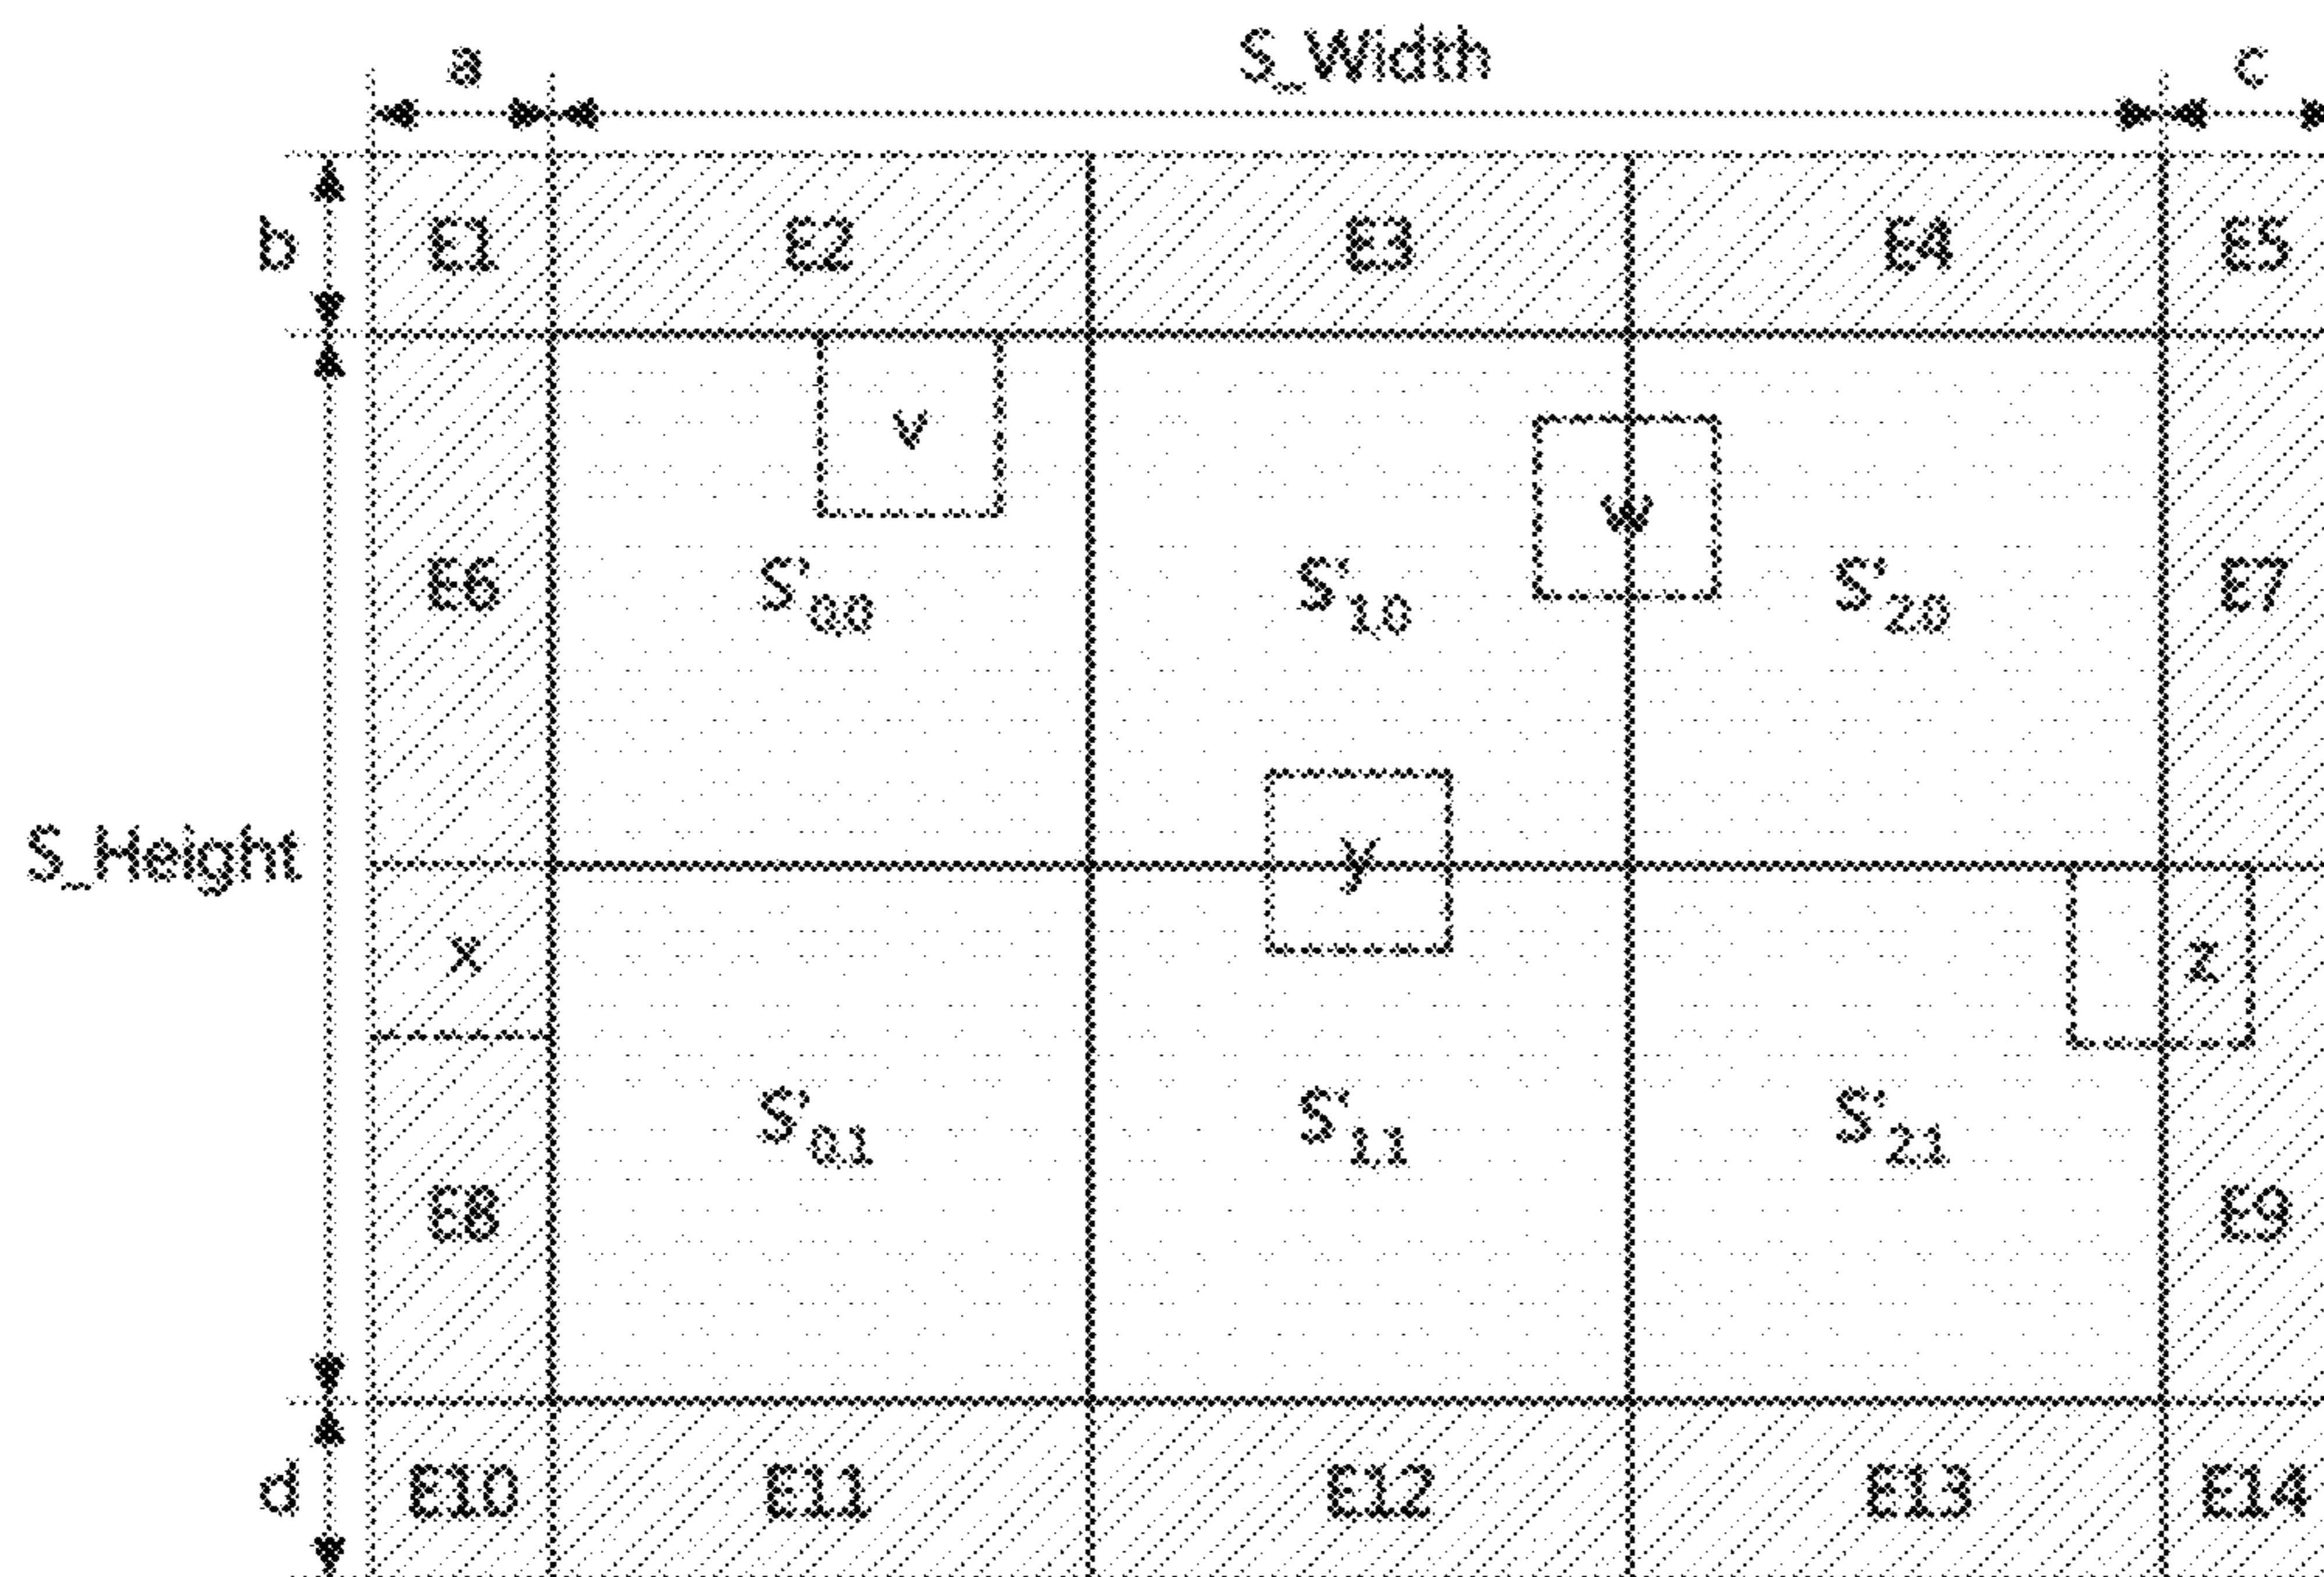 a S_Width c
b E1 E2 E3 E4 E5
v
w
E6 S'0,0 S'1,0 S'2,0 E7
S_Height y
x z
S'0,1 S'1,1 S'2,1
E8 E9
d E10 E11 E12 E13 E14